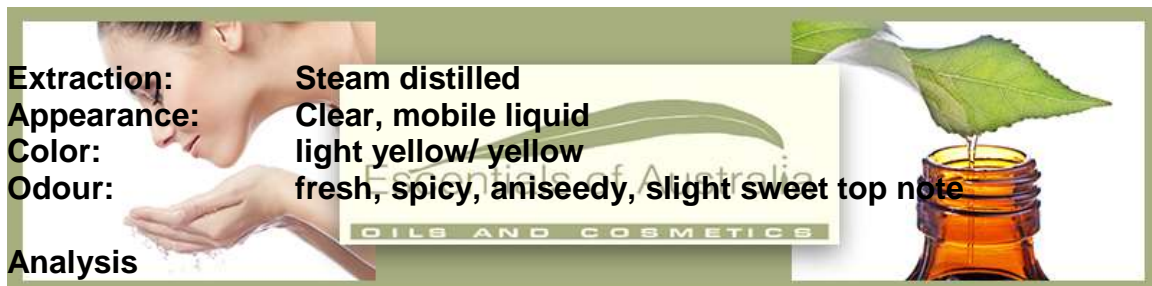 Extraction: Steam distilled
Appearance: Clear, mobile liquid
Color: light yellow/ yellow
Essentials of Australia
Odour: fresh, spicy, aniseedy, slight sweet top note
OILS AND COSMETICS
Analysis